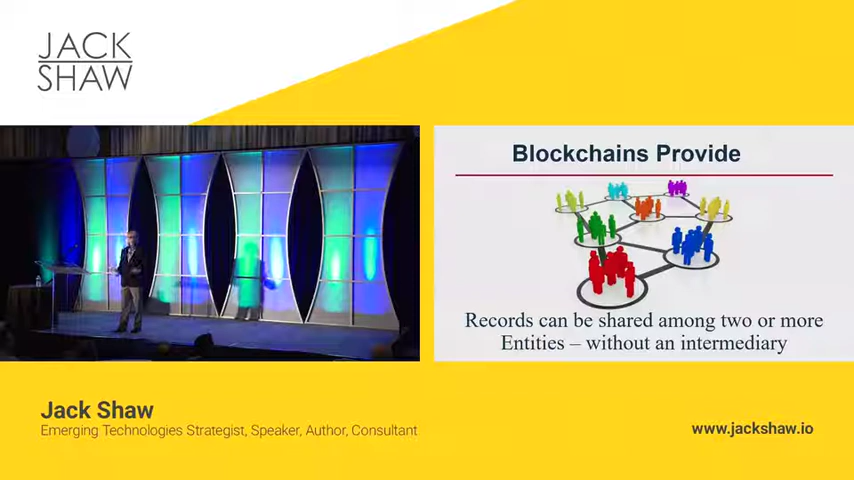 JACK
SHAW
Blockchains Provide
Records can be shared among two or more
Entities – without an intermediary
Jack Shaw
Emerging Technologies Strategist, Speaker, Author, Consultant
www.jackshaw.io